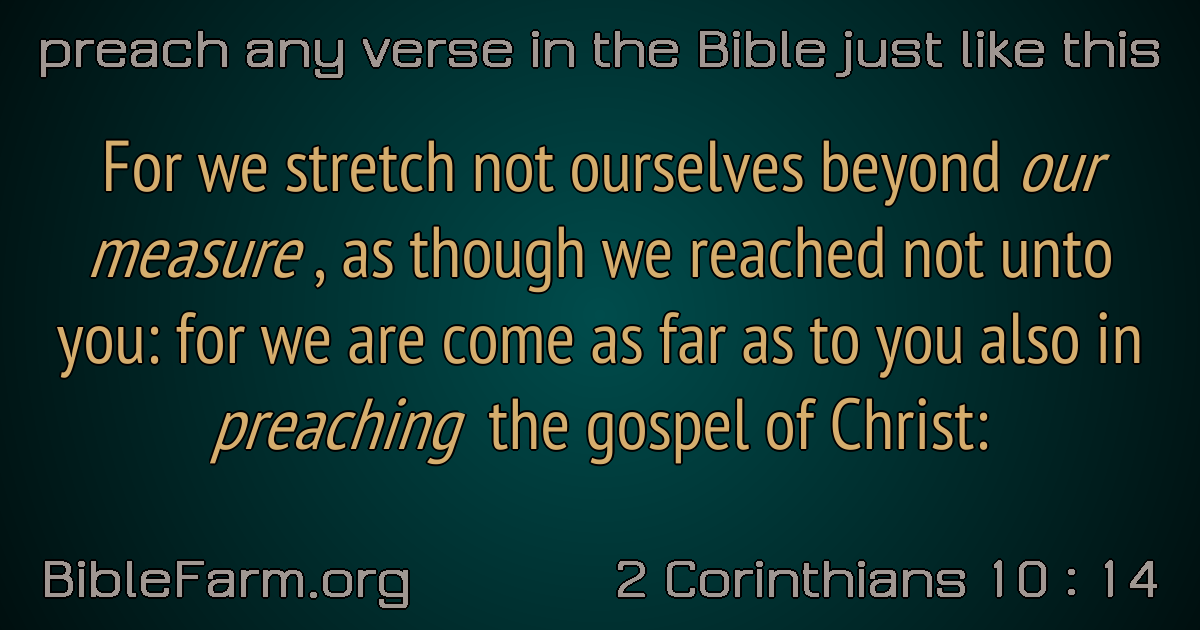 preach any verse in the Bible just like this
For we stretch not ourselves beyond our
measure , as though we reached not unto
you: for we are come as far as to you also in
preaching the gospel of Christ:
BibleFarm.org
2 Corinthians 10 : 14